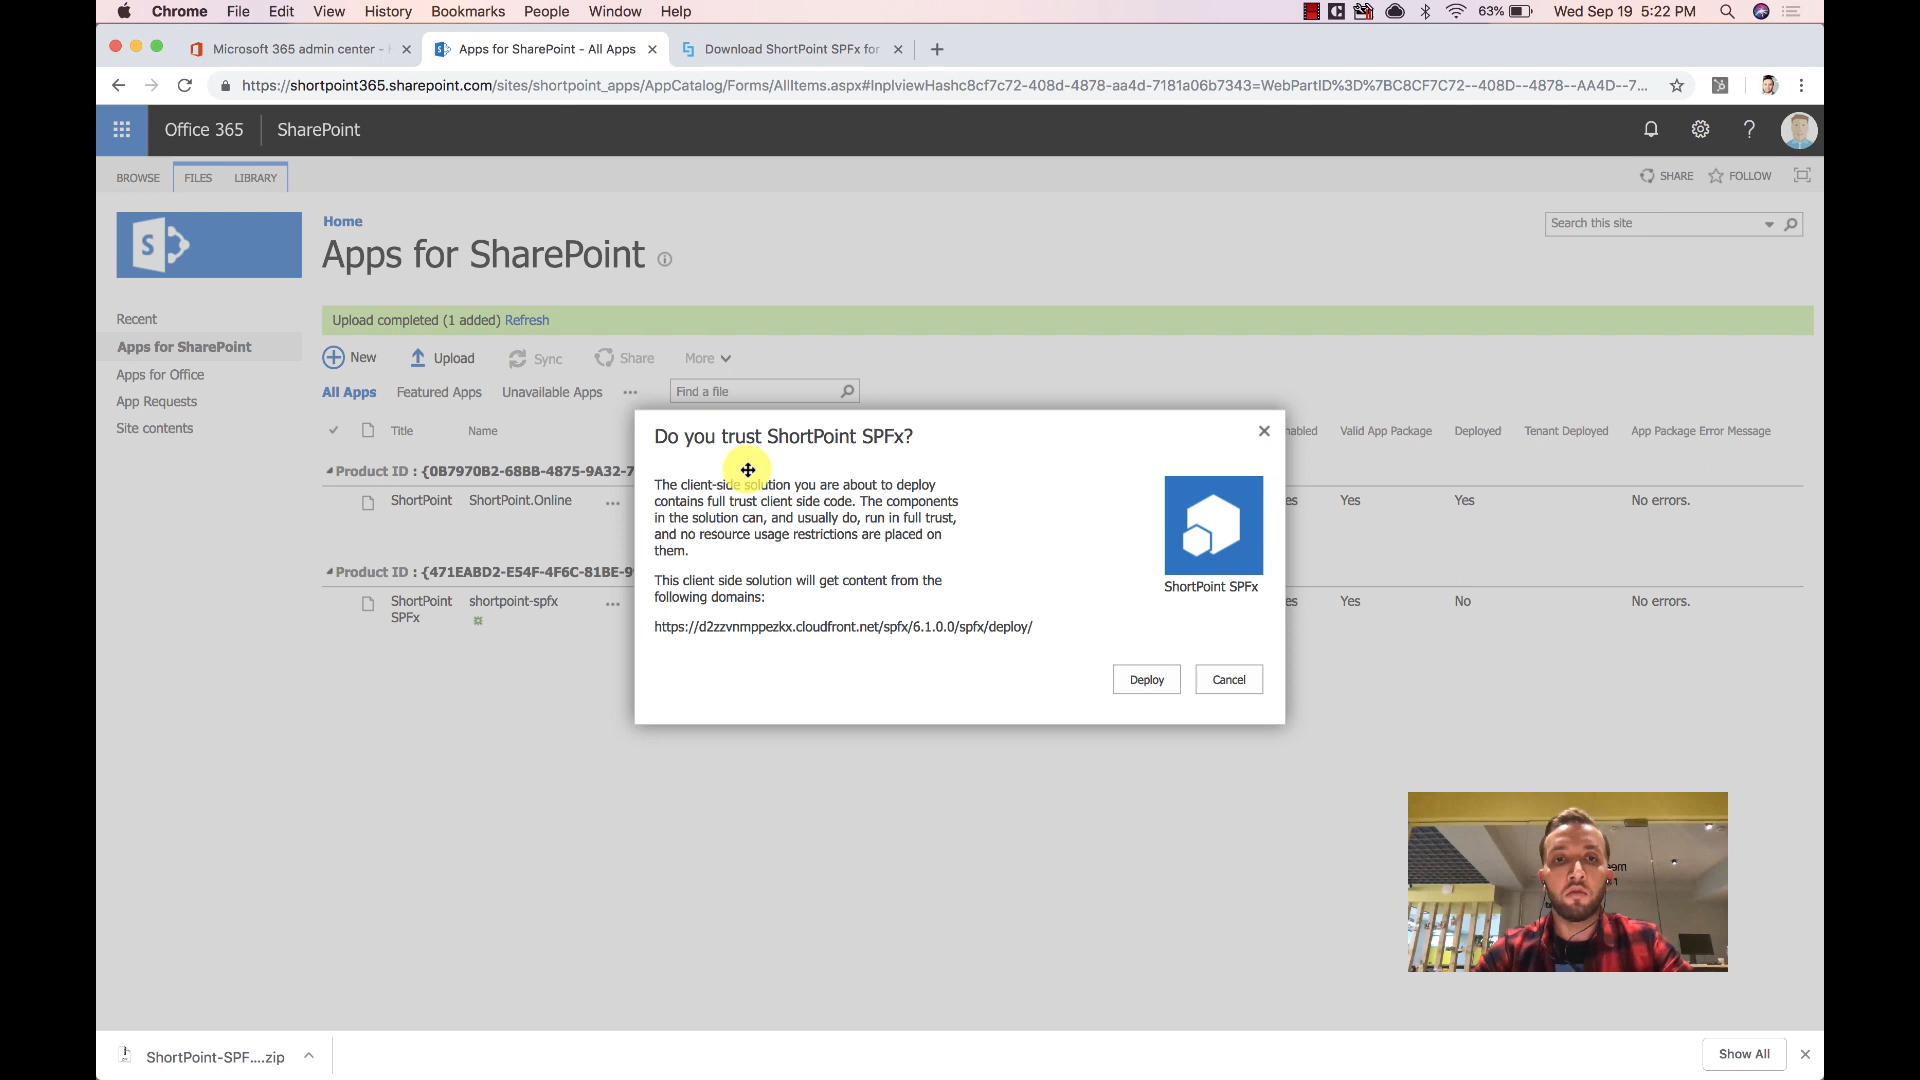 Chrome File Edit View History Bookmarks People Window Help 63% Wed Sep 19 5:22 PM
Microsoft 365 admin center - Apps for SharePoint - All Apps Download ShortPoint SPFx for
https://shortpoint365.sharepoint.com/sites/shortpoint_apps/AppCatalog/Forms/AllItems.aspx#InplviewHashc8cf7c72-408d-4878-aa4d-7181a06b7343=WebPartID%3D%7BC8CF7C72--408D--4878--AA4D--7...
Office 365 SharePoint ?
BROWSE FILES LIBRARY SHARE FOLLOW
S
Home
Search this site
Apps for SharePoint
Recent
Apps for SharePoint
Apps for Office
App Requests
Site contents
Upload completed (1 added) Refresh
New Upload Sync Share More
All Apps Featured Apps Unavailable Apps ... Find a file
Title Name Valid App Package Deployed Tenant Deployed App Package Error Message
Product ID : {0B7970B2-68BB-4875-9A32-7
ShortPoint ShortPoint.Online ... Yes Yes No errors.
Product ID : {471EABD2-E54F-4F6C-81BE-9
ShortPoint SPFx shortpoint-spfx ... Yes No No errors.
Do you trust ShortPoint SPFx?
The client-side solution you are about to deploy
contains full trust client side code. The components
in the solution can, and usually do, run in full trust,
and no resource usage restrictions are placed on
them.
This client side solution will get content from the
following domains:
https://d2zzvnmppezkx.cloudfront.net/spfx/6.1.0.0/spfx/deploy/
ShortPoint SPFx
Deploy Cancel
ShortPoint-SPF....zip Show All